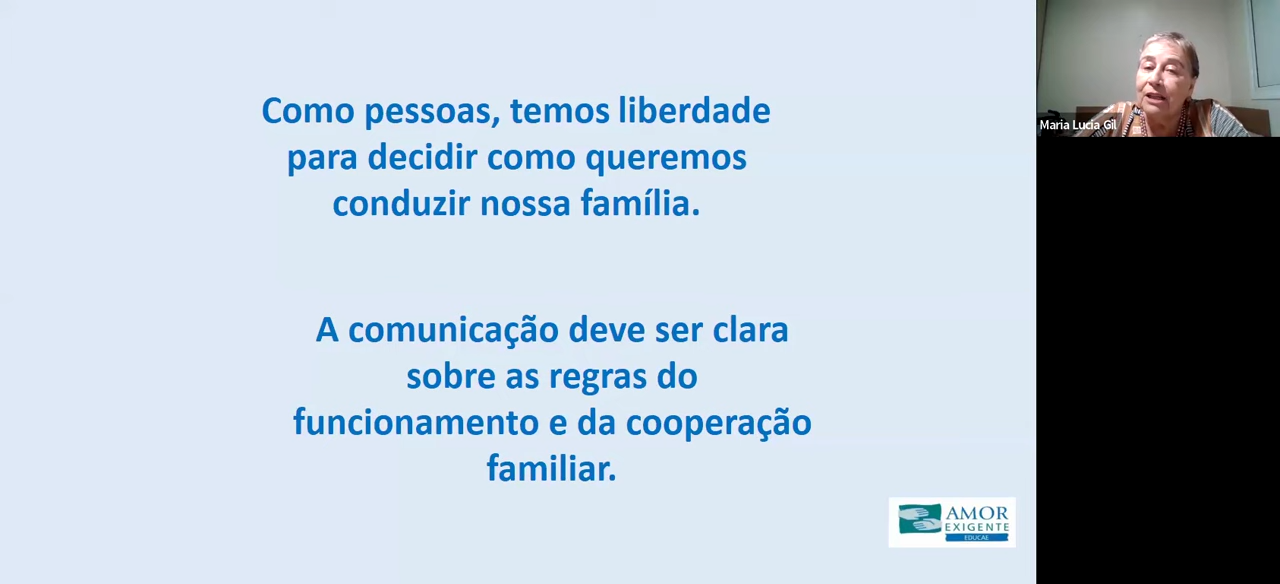 Como pessoas, temos liberdade
para decidir como queremos
conduzir nossa família.
A comunicação deve ser clara
sobre as regras do
funcionamento e da cooperação
familiar.
AMOR
EXIGENTE
EDUCAE
Maria Lucia Gil